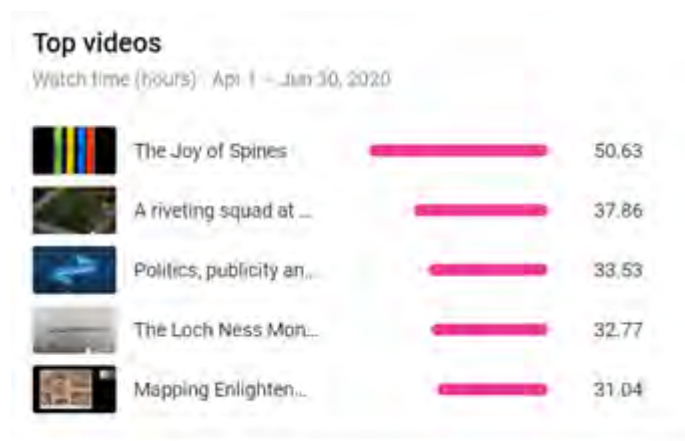 Top videos
Watch time (hours) · Apr 1 – Jun 30, 2020
The Joy of Spines 50.63
A riveting squad at ... 37.86
Politics, publicity an... 33.53
The Loch Ness Mon... 32.77
Mapping Enlighten... 31.04